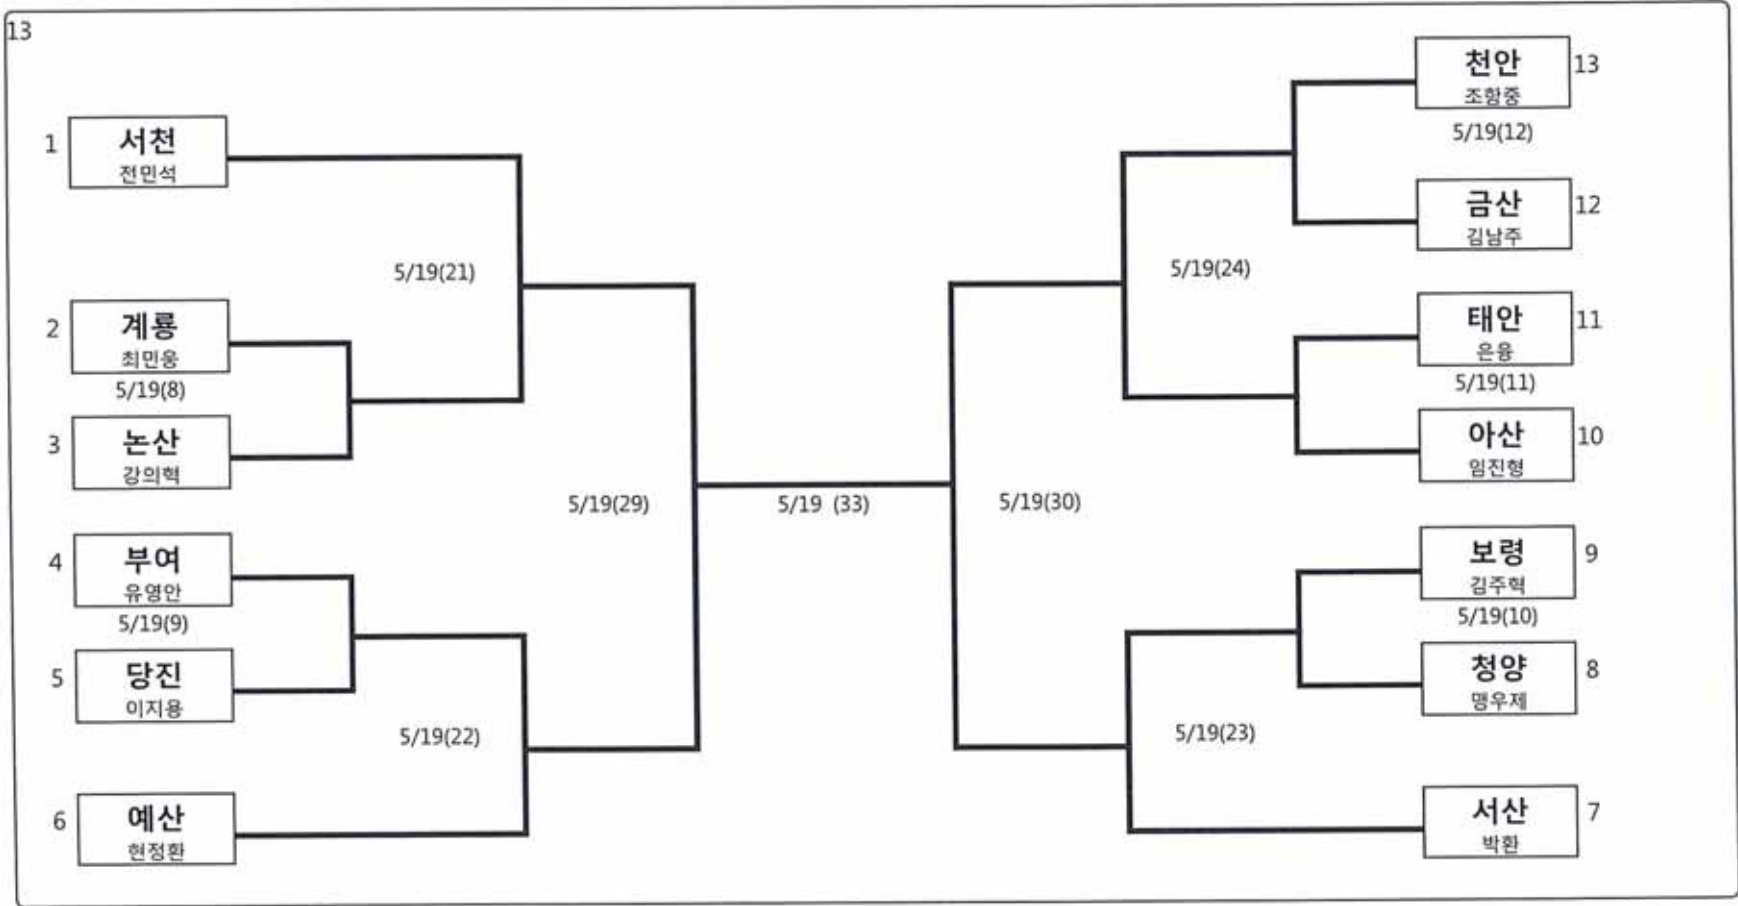 13
1
서천
전민석
5/19(21)
2
계룡
최민웅
5/19(8)
3
논산
강의혁
5/19(29)
4
부여
유영안
5/19(9)
5
당진
이지용
5/19(22)
6
예산
현정환
5/19 (33)
천안
13
조항중
5/19(12)
금산
12
김남주
5/19(24)
태안
11
은융
5/19(11)
아산
10
임진형
5/19(30)
보령
9
김주혁
5/19(10)
청양
8
맹우제
5/19(23)
서산
7
박환